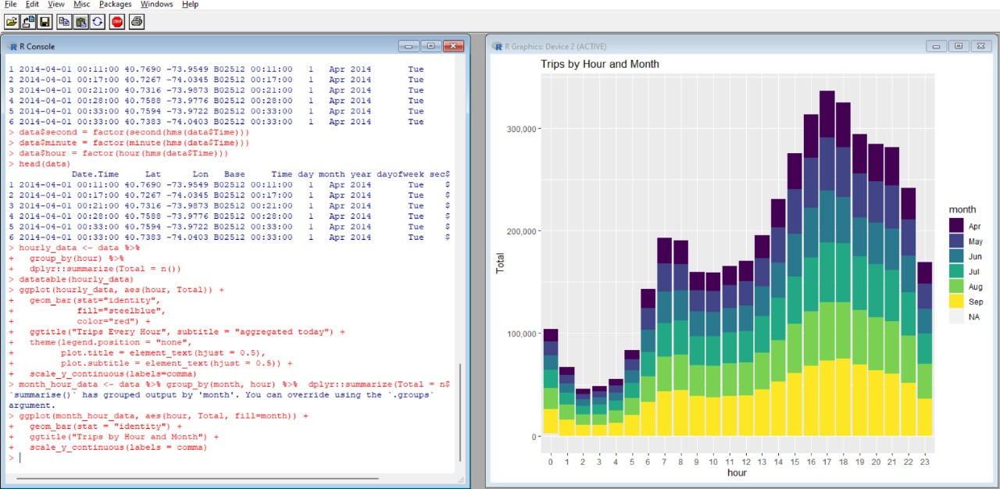 File Edit View Misc Packages Windows Help
STOP
R R Console
1 2014-04-01 00:11:00 40.7690 -73.9549 B02512 00:11:00 1 Apr 2014 Tue
2 2014-04-01 00:17:00 40.7267 -74.0345 B02512 00:17:00 1 Apr 2014 Tue
3 2014-04-01 00:21:00 40.7316 -73.9873 B02512 00:21:00 1 Apr 2014 Tue
4 2014-04-01 00:28:00 40.7588 -73.9776 B02512 00:28:00 1 Apr 2014 Tue
5 2014-04-01 00:33:00 40.7594 -73.9722 B02512 00:33:00 1 Apr 2014 Tue
6 2014-04-01 00:33:00 40.7383 -74.0403 B02512 00:33:00 1 Apr 2014 Tue
> data$second = factor(second(hms(data$Time)))
> data$minute = factor(minute(hms(data$Time)))
> data$hour = factor(hour(hms(data$Time)))
> head(data)
Date.Time Lat Lon Base Time day month year dayofweek sec$
1 2014-04-01 00:11:00 40.7690 -73.9549 B02512 00:11:00 1 Apr 2014 Tue $
2 2014-04-01 00:17:00 40.7267 -74.0345 B02512 00:17:00 1 Apr 2014 Tue $
3 2014-04-01 00:21:00 40.7316 -73.9873 B02512 00:21:00 1 Apr 2014 Tue $
4 2014-04-01 00:28:00 40.7588 -73.9776 B02512 00:28:00 1 Apr 2014 Tue $
5 2014-04-01 00:33:00 40.7594 -73.9722 B02512 00:33:00 1 Apr 2014 Tue $
6 2014-04-01 00:33:00 40.7383 -74.0403 B02512 00:33:00 1 Apr 2014 Tue $
> hourly_data <- data %>%
+ group_by(hour) %>%
+ dplyr::summarize(Total = n())
> datatable(hourly_data)
> ggplot(hourly_data, aes(hour, Total)) +
+ geom_bar(stat="identity",
+ fill="steelblue",
+ color="red") +
+ ggtitle("Trips Every Hour", subtitle = "aggregated today") +
+ theme(legend.position = "none",
+ plot.title = element_text(hjust = 0.5),
+ plot.subtitle = element_text(hjust = 0.5)) +
+ scale_y_continuous(labels=comma)
> month_hour_data <- data %>% group_by(month, hour) %>% dplyr::summarize(Total = n$
`summarise()` has grouped output by 'month'. You can override using the `.groups`
argument.
> ggplot(month_hour_data, aes(hour, Total, fill=month)) +
+ geom_bar(stat = "identity") +
+ ggtitle("Trips by Hour and Month") +
+ scale_y_continuous(labels = comma)
>
R R Graphics: Device 2 (ACTIVE)
Trips by Hour and Month
Total
300,000
200,000
100,000
0
0 1 2 3 4 5 6 7 8 9 10 11 12 13 14 15 16 17 18 19 20 21 22 23
hour
month
Apr
May
Jun
Jul
Aug
Sep
NA